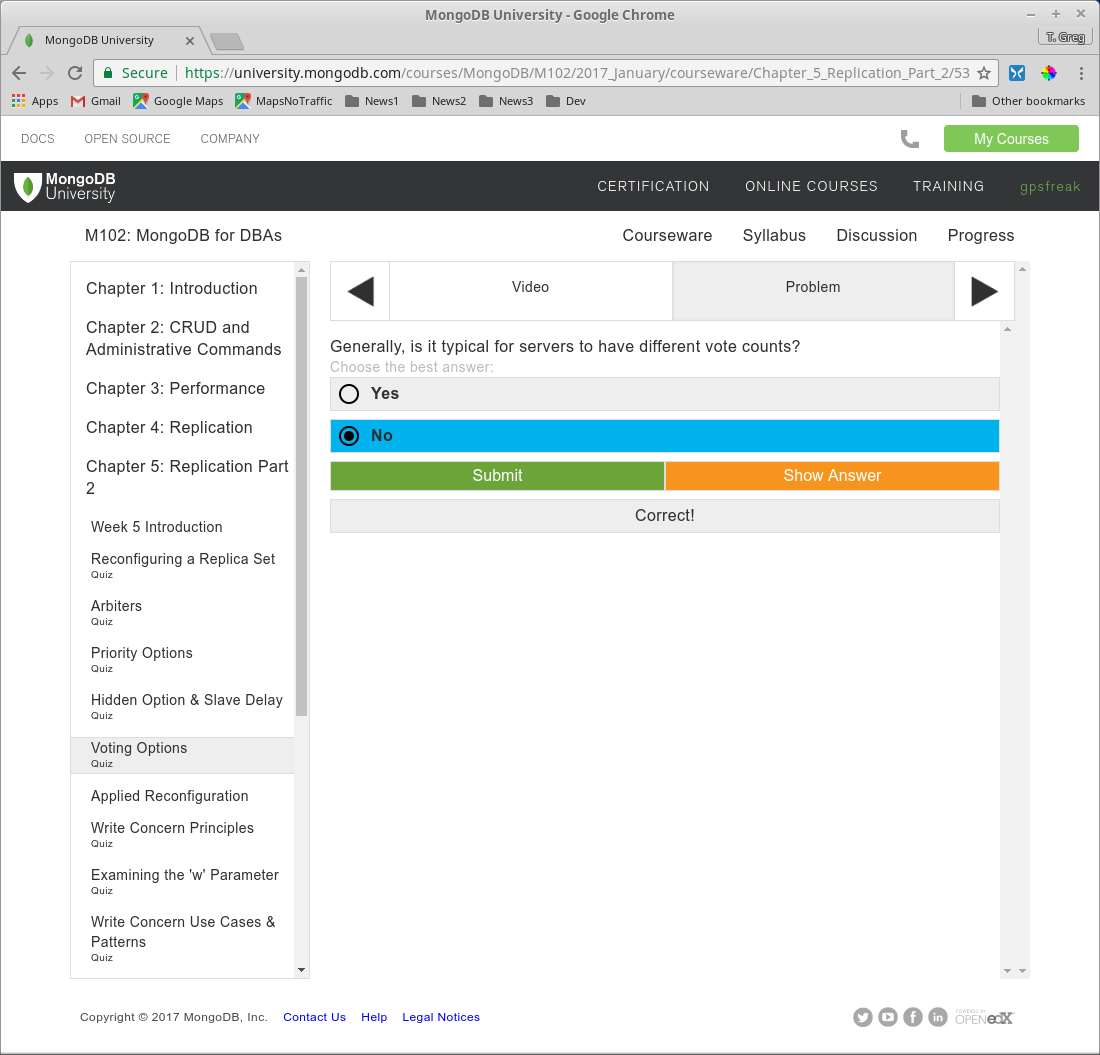 MongoDB University - Google Chrome
MongoDB University
T. Greg
Secure
https://university.mongodb.com/courses/MongoDB/M102/2017_January/courseware/Chapter_5_Replication_Part_2/53
Apps
Gmail
Google Maps
MapsNoTraffic
News1
News2
News3
Dev
Other bookmarks
DOCS
OPEN SOURCE
COMPANY
My Courses
MongoDB
University
CERTIFICATION
ONLINE COURSES
TRAINING
gpsfreak
M102: MongoDB for DBAs
Courseware
Syllabus
Discussion
Progress
Chapter 1: Introduction
Chapter 2: CRUD and
Administrative Commands
Chapter 3: Performance
Chapter 4: Replication
Chapter 5: Replication Part
2
Week 5 Introduction
Reconfiguring a Replica Set
Quiz
Arbiters
Quiz
Priority Options
Quiz
Hidden Option & Slave Delay
Quiz
Voting Options
Quiz
Applied Reconfiguration
Write Concern Principles
Quiz
Examining the 'w' Parameter
Quiz
Write Concern Use Cases &
Patterns
Quiz
Video
Problem
Generally, is it typical for servers to have different vote counts?
Choose the best answer:
Yes
No
Submit
Show Answer
Correct!
Copyright © 2017 MongoDB, Inc.
Contact Us
Help
Legal Notices
POWERED BY
OPEN edX